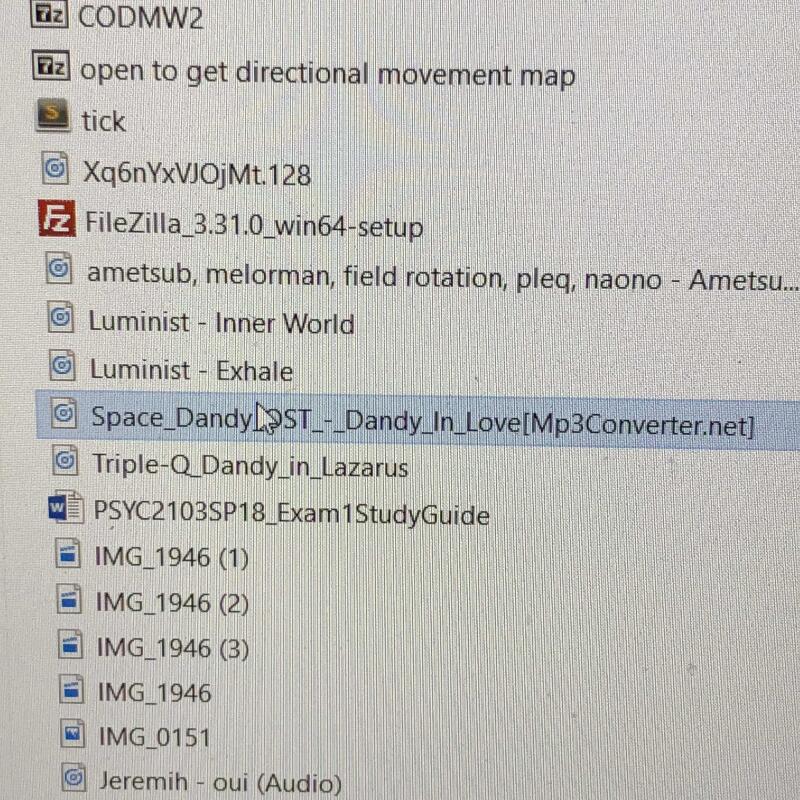 CODMW2
open to get directional movement map
tick
Xq6nYxVJOjMt.128
FileZilla_3.31.0_win64-setup
ametsub, melorman, field rotation, pleq, naono - Ametsu...
Luminist - Inner World
Luminist - Exhale
Space_Dandy_OST_-_Dandy_In_Love[Mp3Converter.net]
Triple-Q_Dandy_in_Lazarus
PSYC2103SP18_Exam1StudyGuide
IMG_1946 (1)
IMG_1946 (2)
IMG_1946 (3)
IMG_1946
IMG_0151
Jeremih - oui (Audio)